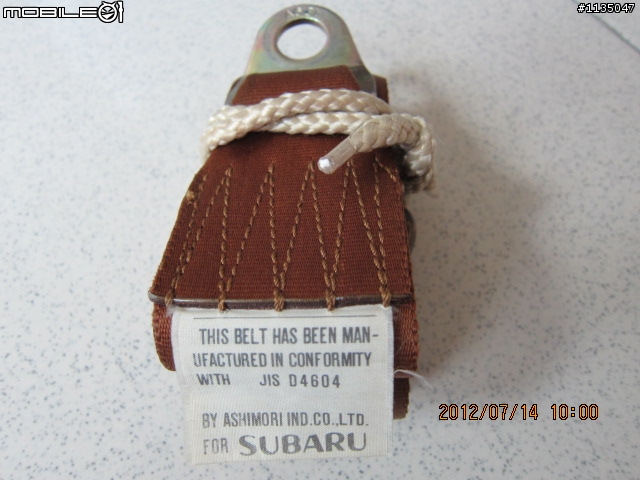 MOBILE01
#1135047
THIS BELT HAS BEEN MAN-
UFACTURED IN CONFORMITY
WITH JIS D4604
BY ASHIMORI IND.CO.,LTD.
FOR SUBARU
2012/07/14 10:00